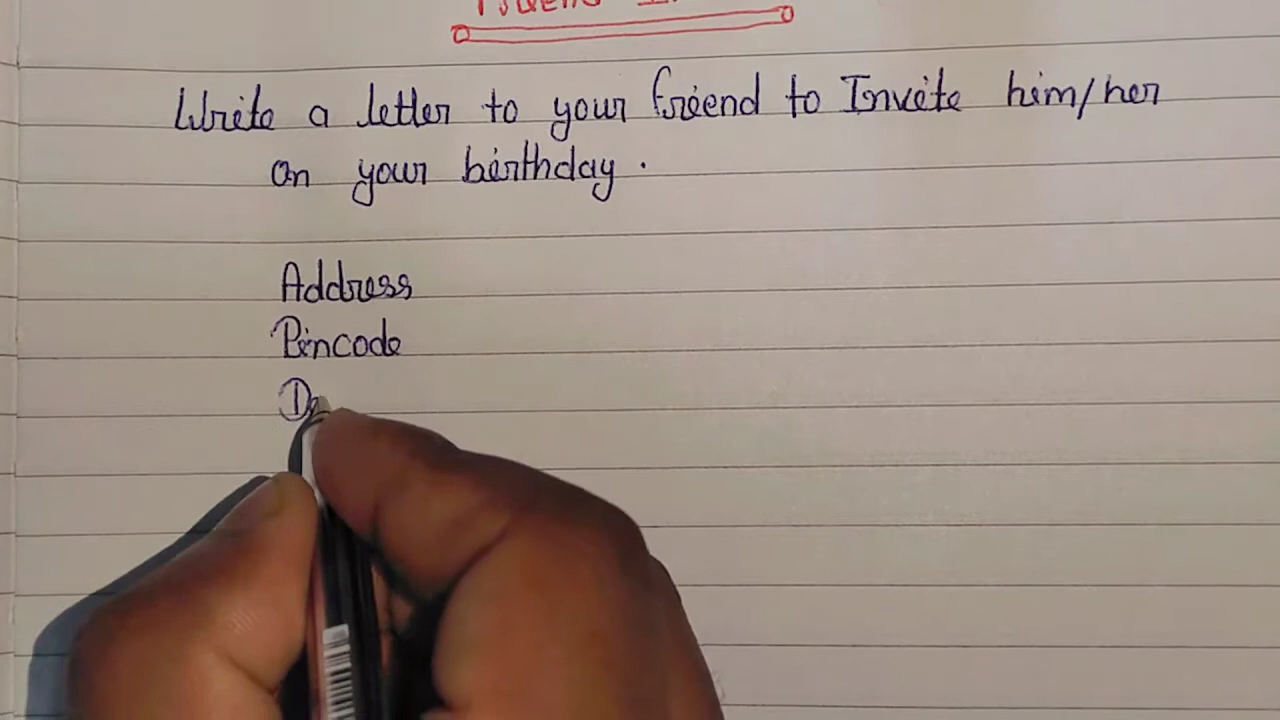 Write a letter to your friend to Invite him/her
on your birthday.
Address
Pincode